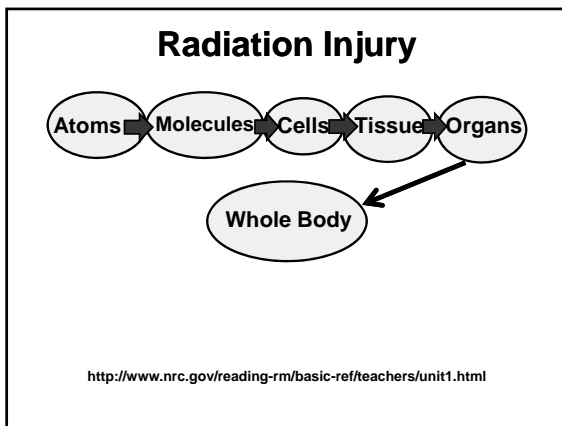 Radiation Injury
Atoms Molecules Cells Tissue Organs
Whole Body
http://www.nrc.gov/reading-rm/basic-ref/teachers/unit1.html